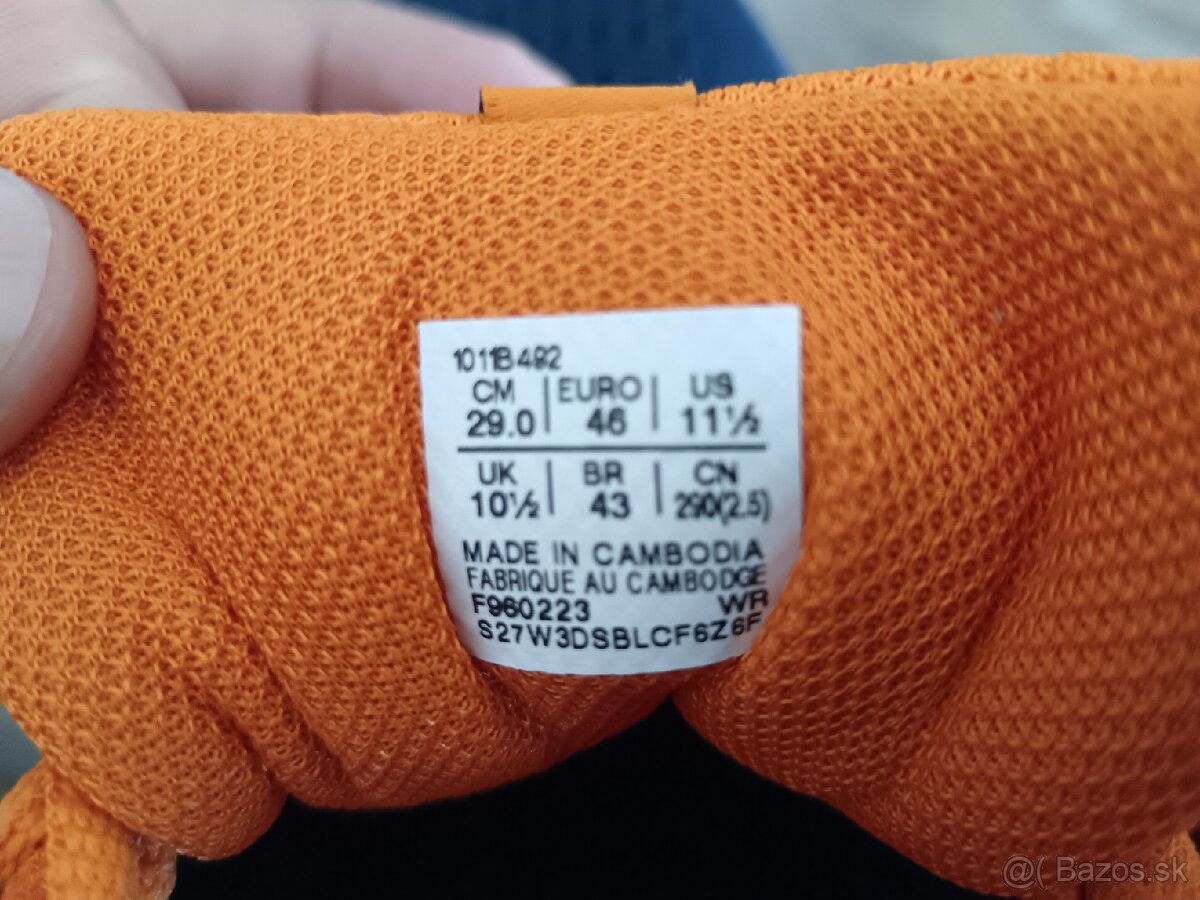 1011B492
CM | EURO | US
29.0 | 46 | 11½
UK | BR | CN
10½ | 43 | 290(2.5)
MADE IN CAMBODIA
FABRIQUE AU CAMBODGE
F960223 WR
S27W3DSBLCF6Z6F
@( Bazos.sk